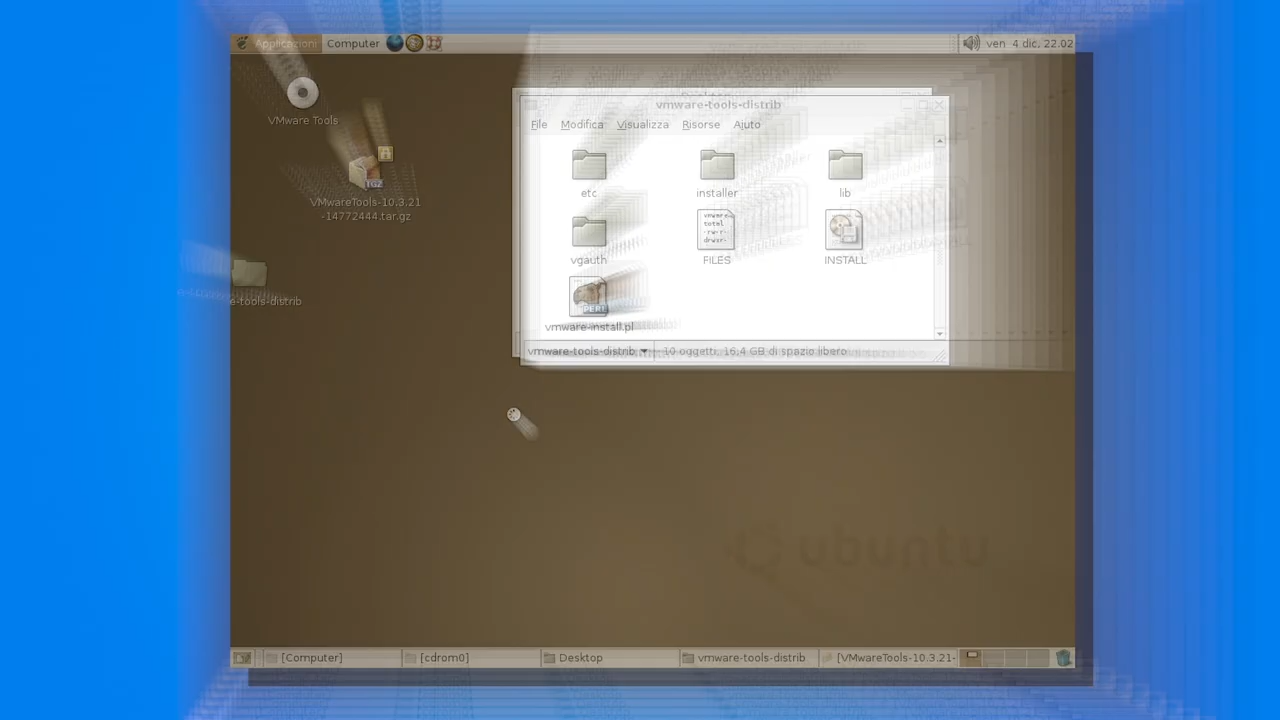 Applicazioni Computer ven 4 dic, 22.02
VMware Tools
VMwareTools-10.3.21
-14772444.tar.gz
e-tools-distrib
vmware-tools-distrib
File Modifica Visualizza Risorse Aiuto
etc installer lib
vgauth FILES INSTALL
vmware-install.pl
vmware-tools-distrib 10 oggetti, 16,4 GB di spazio libero
ubuntu
[Computer] [cdrom0] Desktop vmware-tools-distrib [VMwareTools-10.3.21-